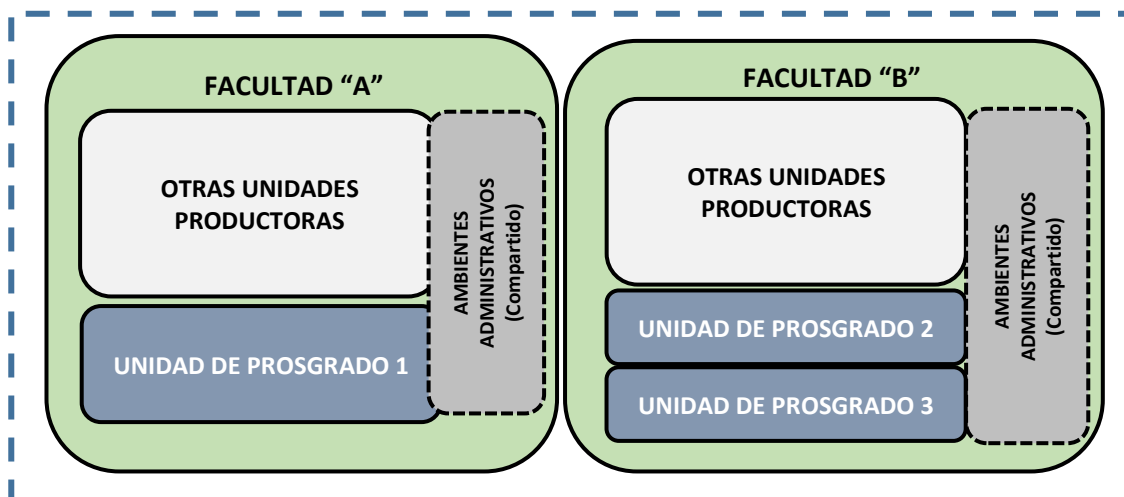 FACULTAD “A”
OTRAS UNIDADES
PRODUCTORAS
AMBIENTES
ADMINISTRATIVOS
(Compartido)
UNIDAD DE PROSGRADO 1
FACULTAD “B”
OTRAS UNIDADES
PRODUCTORAS
AMBIENTES
ADMINISTRATIVOS
(Compartido)
UNIDAD DE PROSGRADO 2
UNIDAD DE PROSGRADO 3